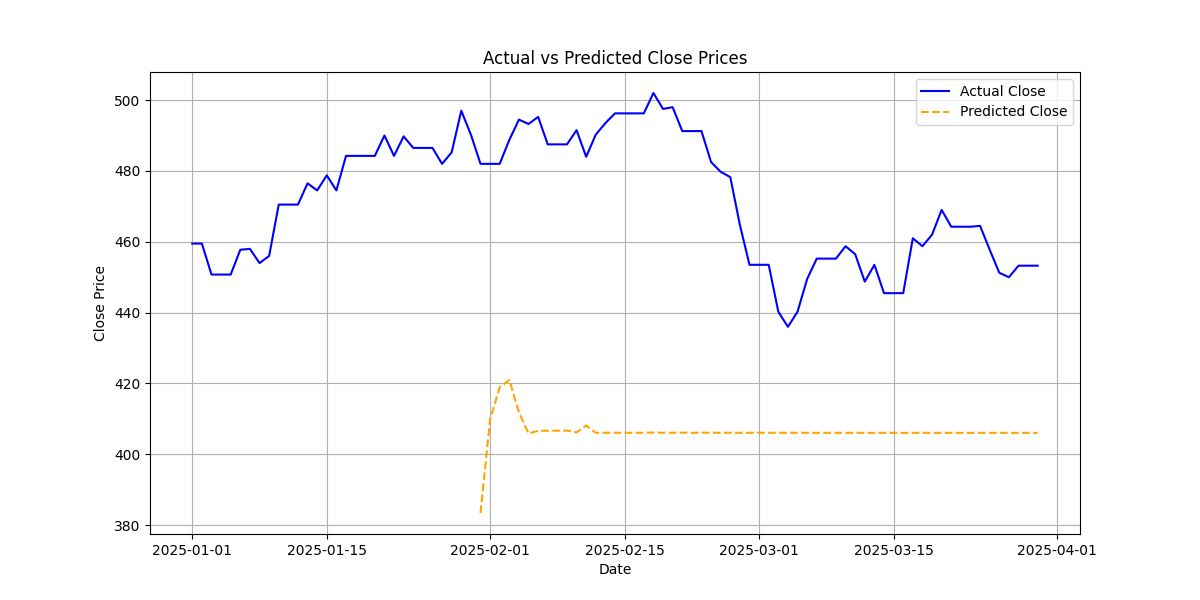 Actual vs Predicted Close Prices
Actual Close
Predicted Close
Close Price
500
480
460
440
420
400
380
2025-01-01
2025-01-15
2025-02-01
2025-02-15
2025-03-01
2025-03-15
2025-04-01
Date